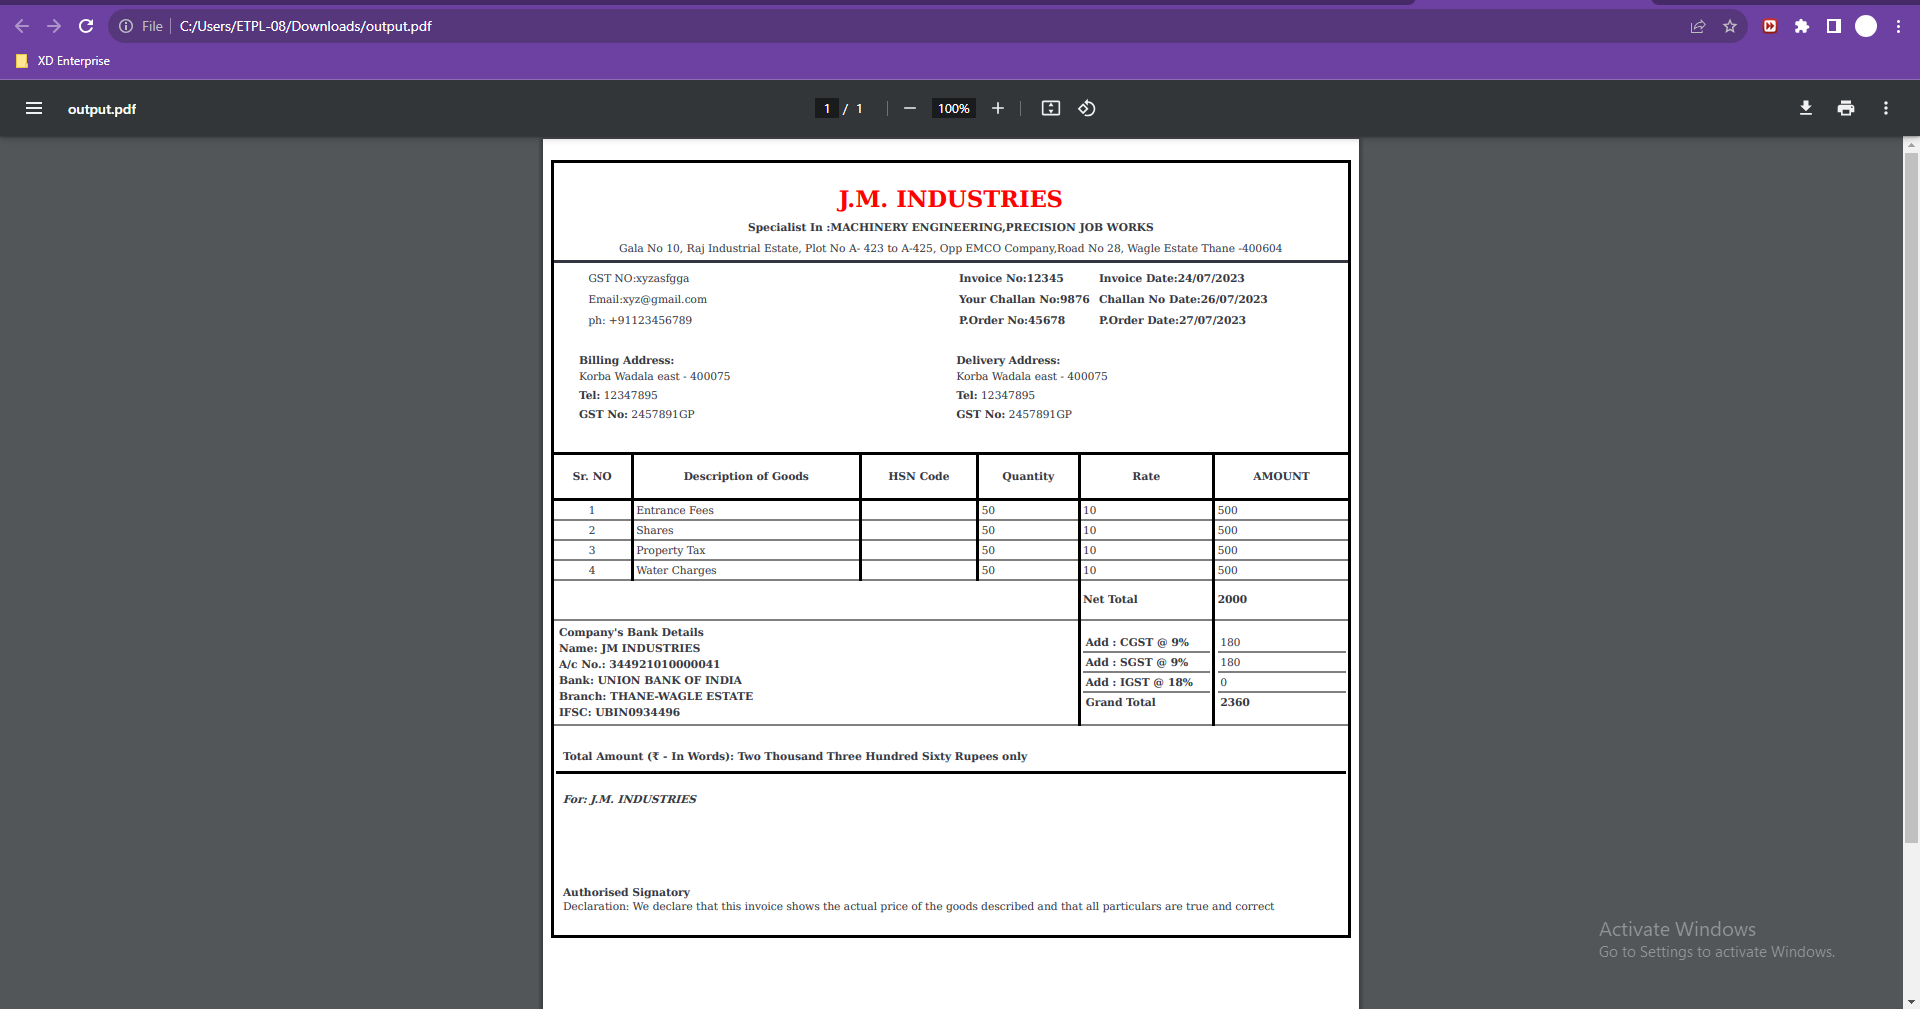 File C:/Users/ETPL-08/Downloads/output.pdf
XD Enterprise
output.pdf 1 / 1 100%
J.M. INDUSTRIES
Specialist In :MACHINERY ENGINEERING,PRECISION JOB WORKS
Gala No 10, Raj Industrial Estate, Plot No A- 423 to A-425, Opp EMCO Company,Road No 28, Wagle Estate Thane -400604
GST NO:xyzasfgga Invoice No:12345 Invoice Date:24/07/2023
Email:xyz@gmail.com Your Challan No:9876 Challan No Date:26/07/2023
ph: +91123456789 P.Order No:45678 P.Order Date:27/07/2023
Billing Address: Delivery Address:
Korba Wadala east - 400075 Korba Wadala east - 400075
Tel: 12347895 Tel: 12347895
GST No: 2457891GP GST No: 2457891GP
Sr. NO Description of Goods HSN Code Quantity Rate AMOUNT
1 Entrance Fees 50 10 500
2 Shares 50 10 500
3 Property Tax 50 10 500
4 Water Charges 50 10 500
Net Total 2000
Company's Bank Details
Name: JM INDUSTRIES
A/c No.: 344921010000041
Bank: UNION BANK OF INDIA
Branch: THANE-WAGLE ESTATE
IFSC: UBIN0934496
Add : CGST @ 9% 180
Add : SGST @ 9% 180
Add : IGST @ 18% 0
Grand Total 2360
Total Amount (₹ - In Words): Two Thousand Three Hundred Sixty Rupees only
For: J.M. INDUSTRIES
Authorised Signatory
Declaration: We declare that this invoice shows the actual price of the goods described and that all particulars are true and correct
Activate Windows
Go to Settings to activate Windows.